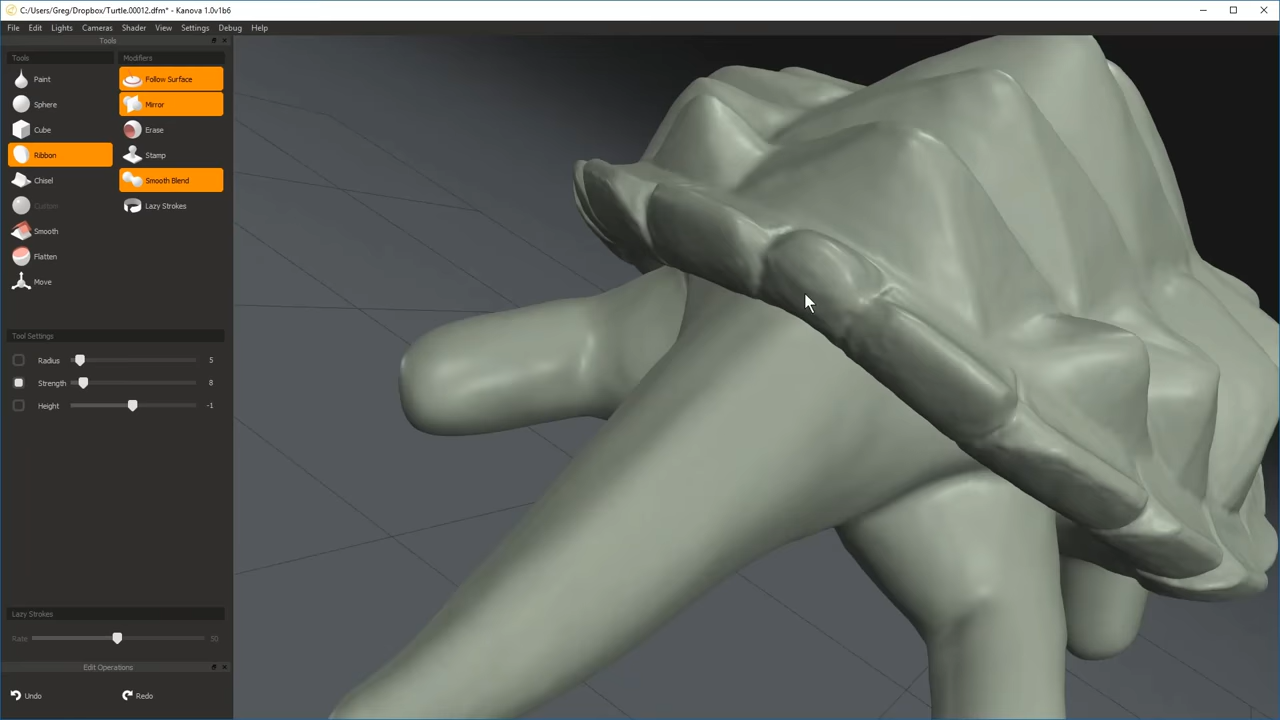 C:/Users/Greg/Dropbox/Turtle.00012.dfm* - Kanova 1.0v1b6
File Edit Lights Cameras Shader View Settings Debug Help
Tools
Tools Modifiers
Paint Follow Surface
Sphere Mirror
Cube Erase
Ribbon Stamp
Chisel Smooth Blend
Custom Lazy Strokes
Smooth
Flatten
Move
Tool Settings
Radius 5
Strength 8
Height -1
Lazy Strokes
Rate 50
Edit Operations
Undo Redo